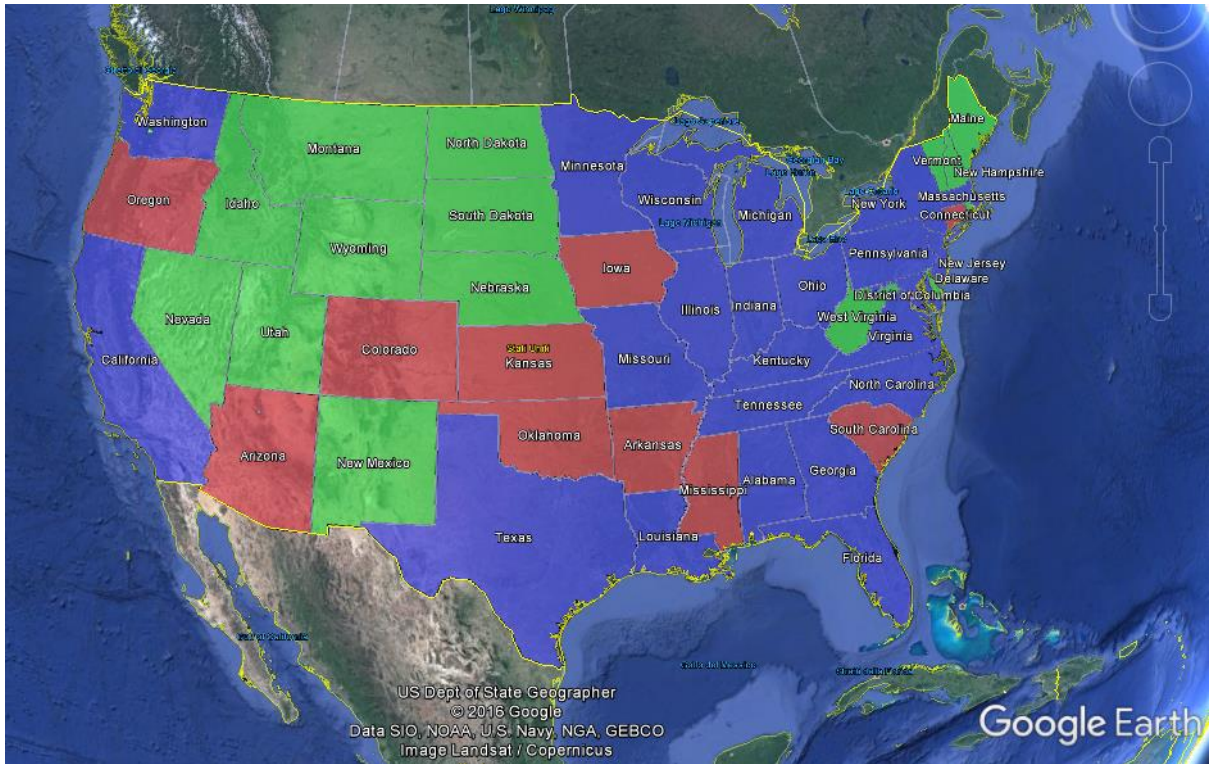 Washington
Montana
North Dakota
Minnesota
Maine
Vermont
New Hampshire
Oregon
Idaho
South Dakota
Wisconsin
Michigan
New York
Massachusetts
Connecticut
Wyoming
Iowa
Pennsylvania
New Jersey
Nebraska
Delaware
Ohio
District of Columbia
Nevada
Utah
Illinois
Indiana
West Virginia
Virginia
California
Colorado
Stati Uniti
Kansas
Missouri
Kentucky
North Carolina
Tennessee
Arizona
New Mexico
Oklahoma
Arkansas
South Carolina
Georgia
Mississippi
Alabama
Texas
Louisiana
Florida
US Dept of State Geographer
© 2016 Google
Data SIO, NOAA, U.S. Navy, NGA, GEBCO
Image Landsat / Copernicus
Google Earth